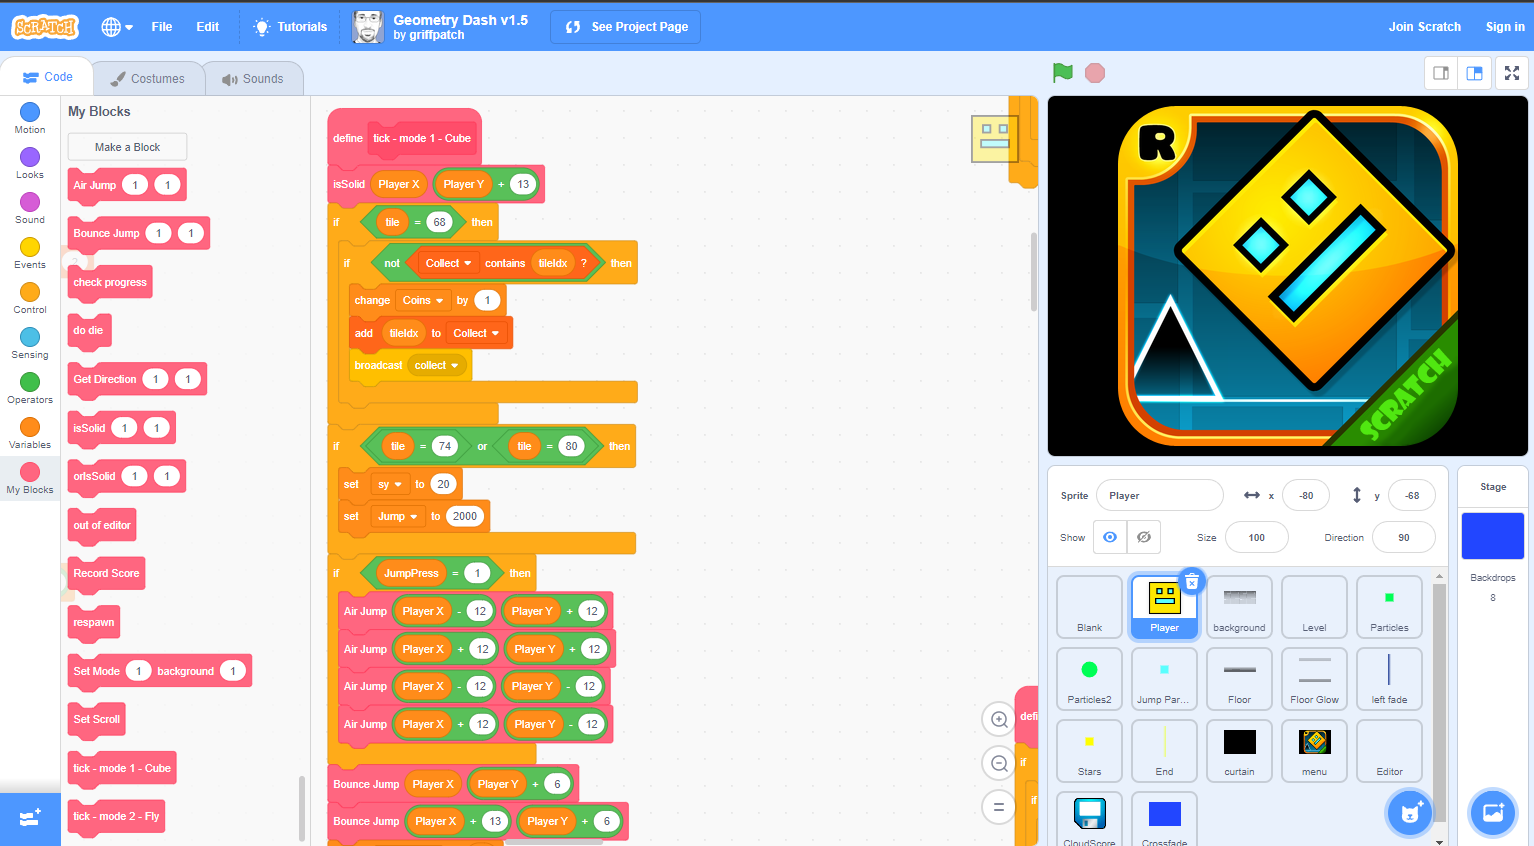 SCRATCH
File
Edit
Tutorials
Geometry Dash v1.5
by griffpatch
See Project Page
Join Scratch
Sign in
Code
Costumes
Sounds
Motion
Looks
Sound
Events
Control
Sensing
Operators
Variables
My Blocks
My Blocks
Make a Block
Air Jump 1 1
Bounce Jump 1 1
check progress
do die
Get Direction 1 1
isSolid 1 1
orIsSolid 1 1
out of editor
Record Score
respawn
Set Mode 1 background 1
Set Scroll
tick - mode 1 - Cube
tick - mode 2 - Fly
define tick - mode 1 - Cube
isSolid Player X Player Y + 13
if tile = 68 then
if not Collect contains tileIdx ? then
change Coins by 1
add tileIdx to Collect
broadcast collect
if tile = 74 or tile = 80 then
set sy to 20
set Jump to 2000
if JumpPress = 1 then
Air Jump Player X - 12 Player Y + 12
Air Jump Player X + 12 Player Y + 12
Air Jump Player X - 12 Player Y - 12
Air Jump Player X + 12 Player Y - 12
Bounce Jump Player X Player Y + 6
Bounce Jump Player X + 13 Player Y + 6
defi
if
if
R
SCRATCH
Sprite Player x -80 y -68
Show Size 100 Direction 90
Blank
Player
background
Level
Particles
Particles2
Jump Par...
Floor
Floor Glow
left fade
Stars
End
curtain
menu
Editor
CloudScore
Crossfade
Stage
Backdrops
8